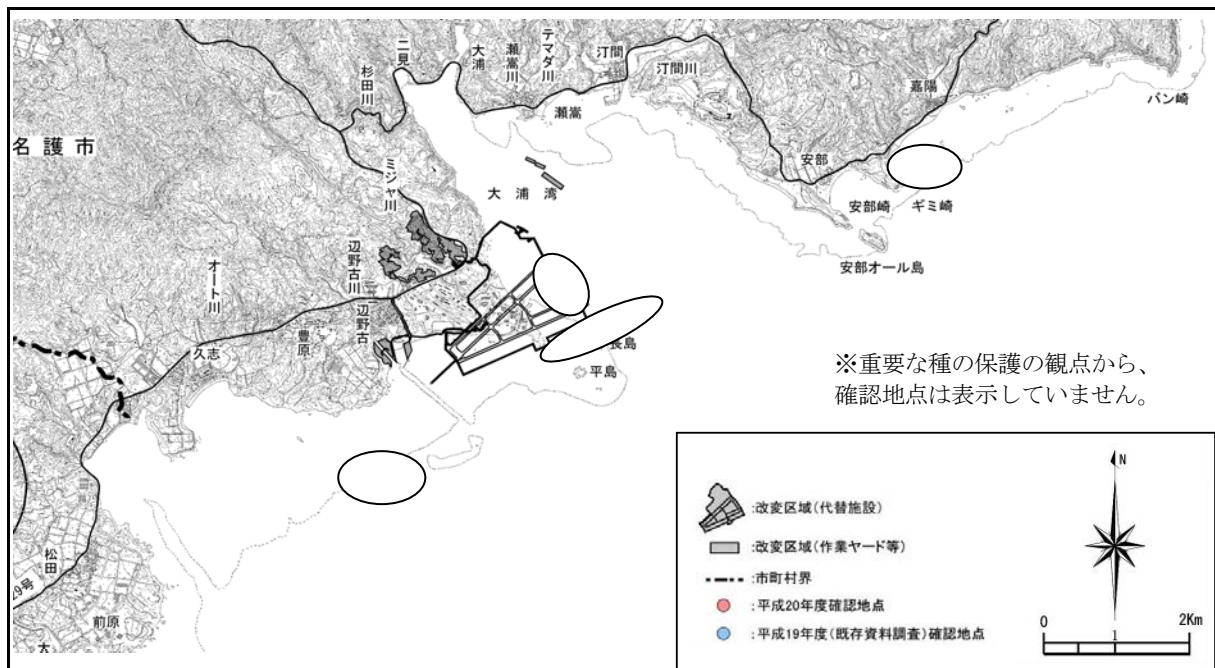 二見
大浦
瀬嵩川
テマダ川
汀間
杉田川
汀間川
嘉陽
バン崎
瀬嵩
名護市
ミジャ川
安部
大浦湾
安部崎
ギミ崎
安部オール島
辺野古川
オート川
辺野古
豊原
久志
長島
平島
※重要な種の保護の観点から、
確認地点は表示していません。
N
:改変区域(代替施設)
:改変区域(作業ヤード等)
:市町村界
:平成20年度確認地点
:平成19年度(既存資料調査)確認地点
0 1 2Km
松田
29号
前原